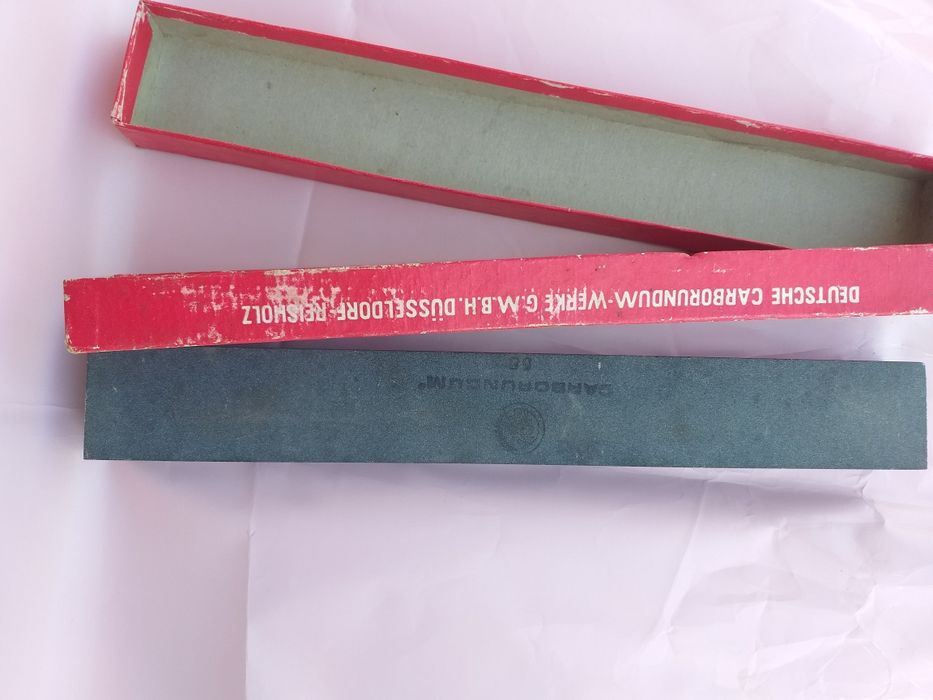 CARBORUNDUM®
DEUTSCHE CARBORUNDUM-WERKE G.M.B.H. DÜSSELDORF-REISHOLZ